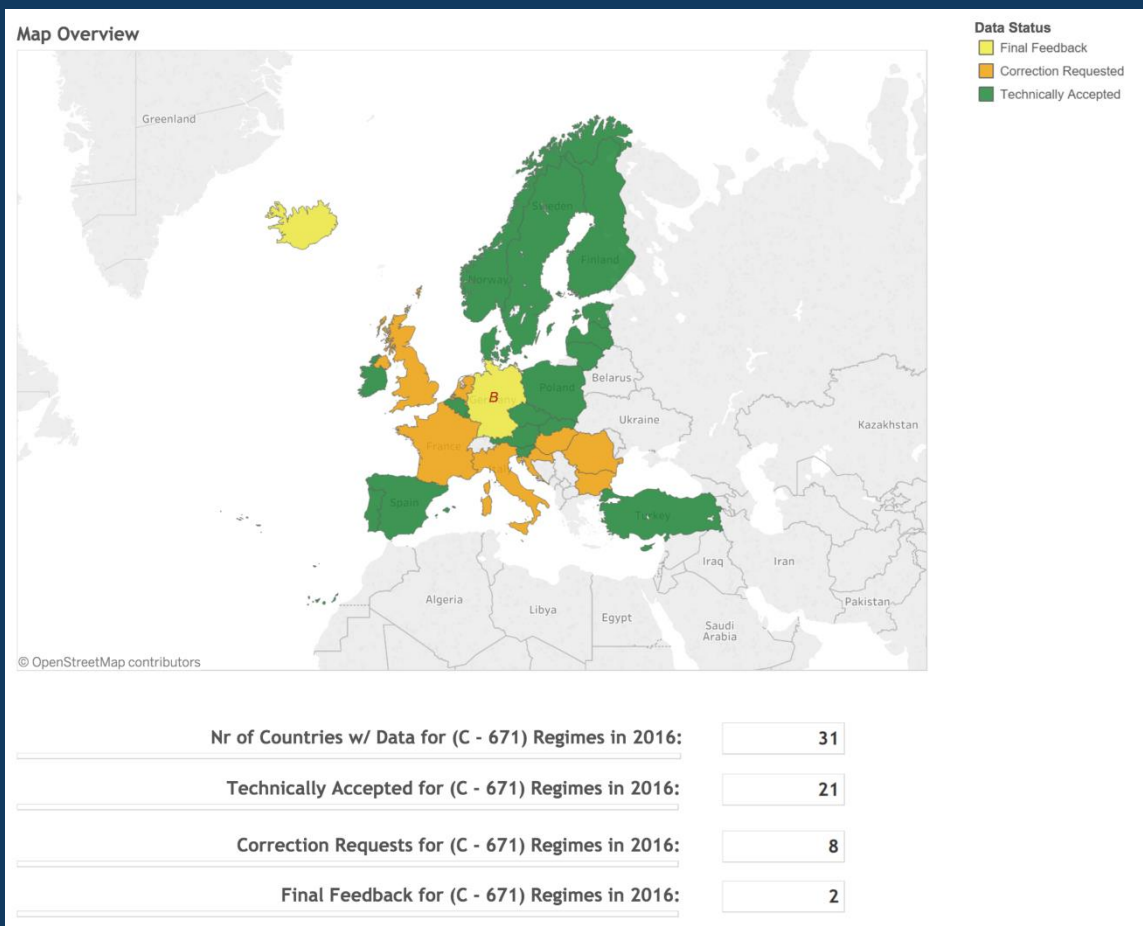 Map Overview
Data Status
Final Feedback
Correction Requested
Technically Accepted
Greenland
Sweden
Finland
Norway
Belarus
Poland
B
Germany
Ukraine
Kazakhstan
France
Italy
Spain
Turkey
Iraq
Iran
Algeria
Libya
Egypt
Pakistan
Saudi
Arabia
© OpenStreetMap contributors
Nr of Countries w/ Data for (C - 671) Regimes in 2016: 31
Technically Accepted for (C - 671) Regimes in 2016: 21
Correction Requests for (C - 671) Regimes in 2016: 8
Final Feedback for (C - 671) Regimes in 2016: 2